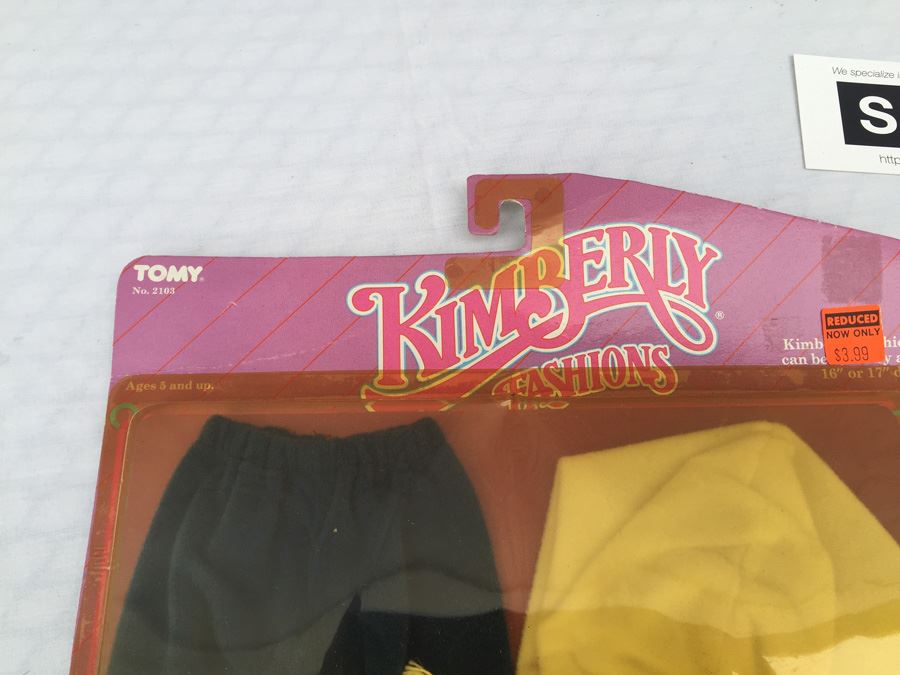 We specialize i
S
http
TOMY
No. 2103
KIMBERLY®
FASHIONS
Ages 5 and up.
REDUCED
NOW ONLY
$3.99
can be
16" or 17" d